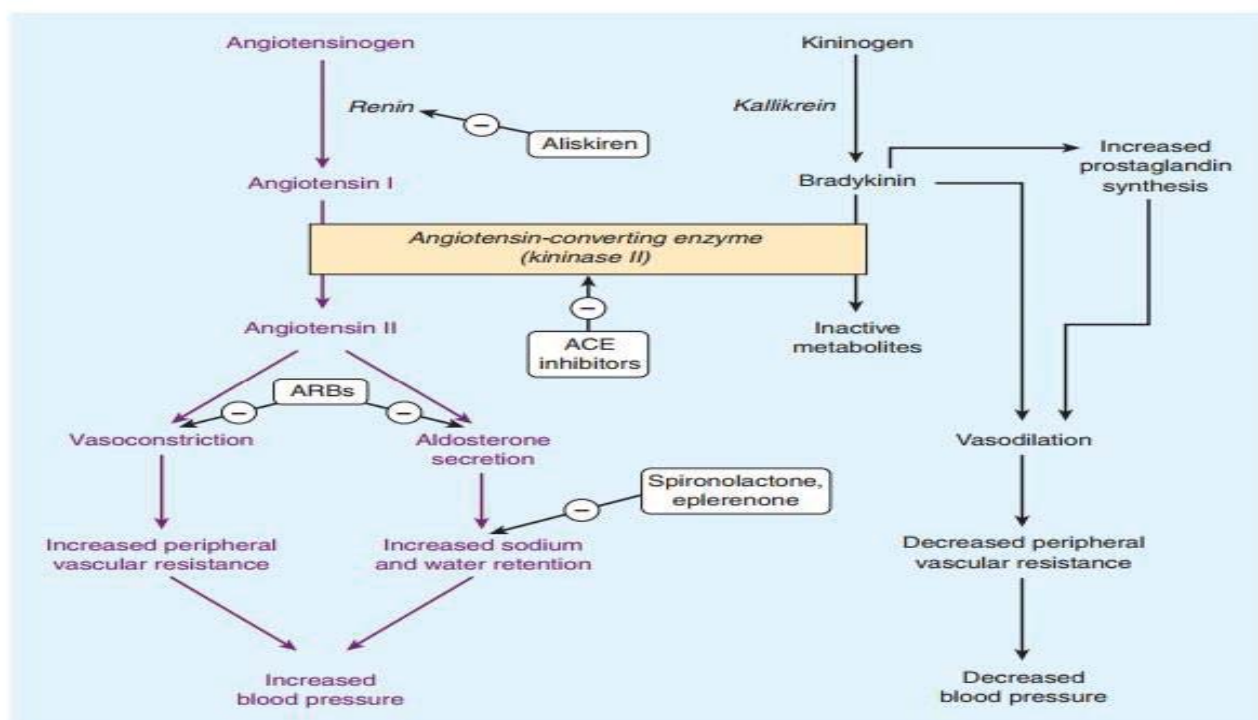 Angiotensinogen
Kininogen
Renin
−
Aliskiren
Kallikrein
Increased
prostaglandin
synthesis
Angiotensin I
Bradykinin
Angiotensin-converting enzyme
(kininase II)
−
ACE
inhibitors
Angiotensin II
Inactive
metabolites
ARBs
−
−
Vasoconstriction
Aldosterone
secretion
Vasodilation
Spironolactone,
eplerenone
−
Increased peripheral
vascular resistance
Increased sodium
and water retention
Decreased peripheral
vascular resistance
Increased
blood pressure
Decreased
blood pressure